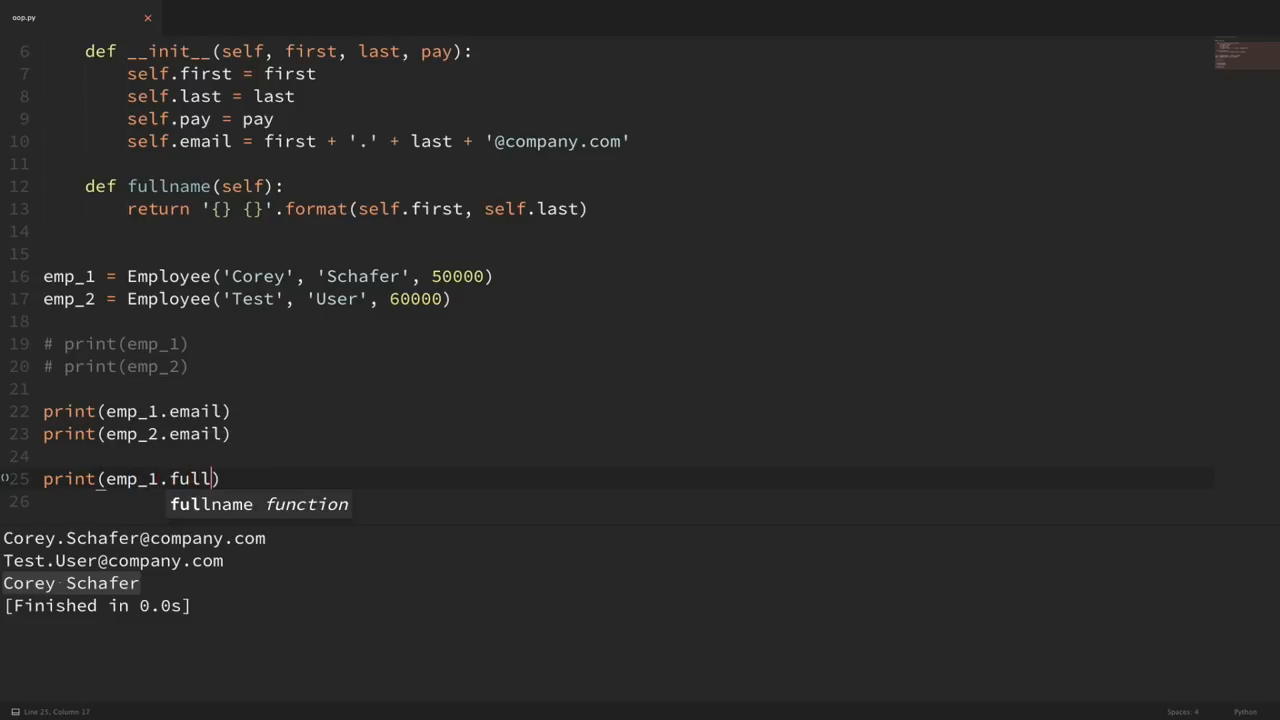 oop.py ×
6 def __init__(self, first, last, pay):
7 self.first = first
8 self.last = last
9 self.pay = pay
10 self.email = first + '.' + last + '@company.com'
11
12 def fullname(self):
13 return '{} {}'.format(self.first, self.last)
14
15
16 emp_1 = Employee('Corey', 'Schafer', 50000)
17 emp_2 = Employee('Test', 'User', 60000)
18
19 # print(emp_1)
20 # print(emp_2)
21
22 print(emp_1.email)
23 print(emp_2.email)
24
()25 print(emp_1.full)
26 fullname function
Corey.Schafer@company.com
Test.User@company.com
Corey Schafer
[Finished in 0.0s]
Line 25, Column 17 Spaces: 4 Python